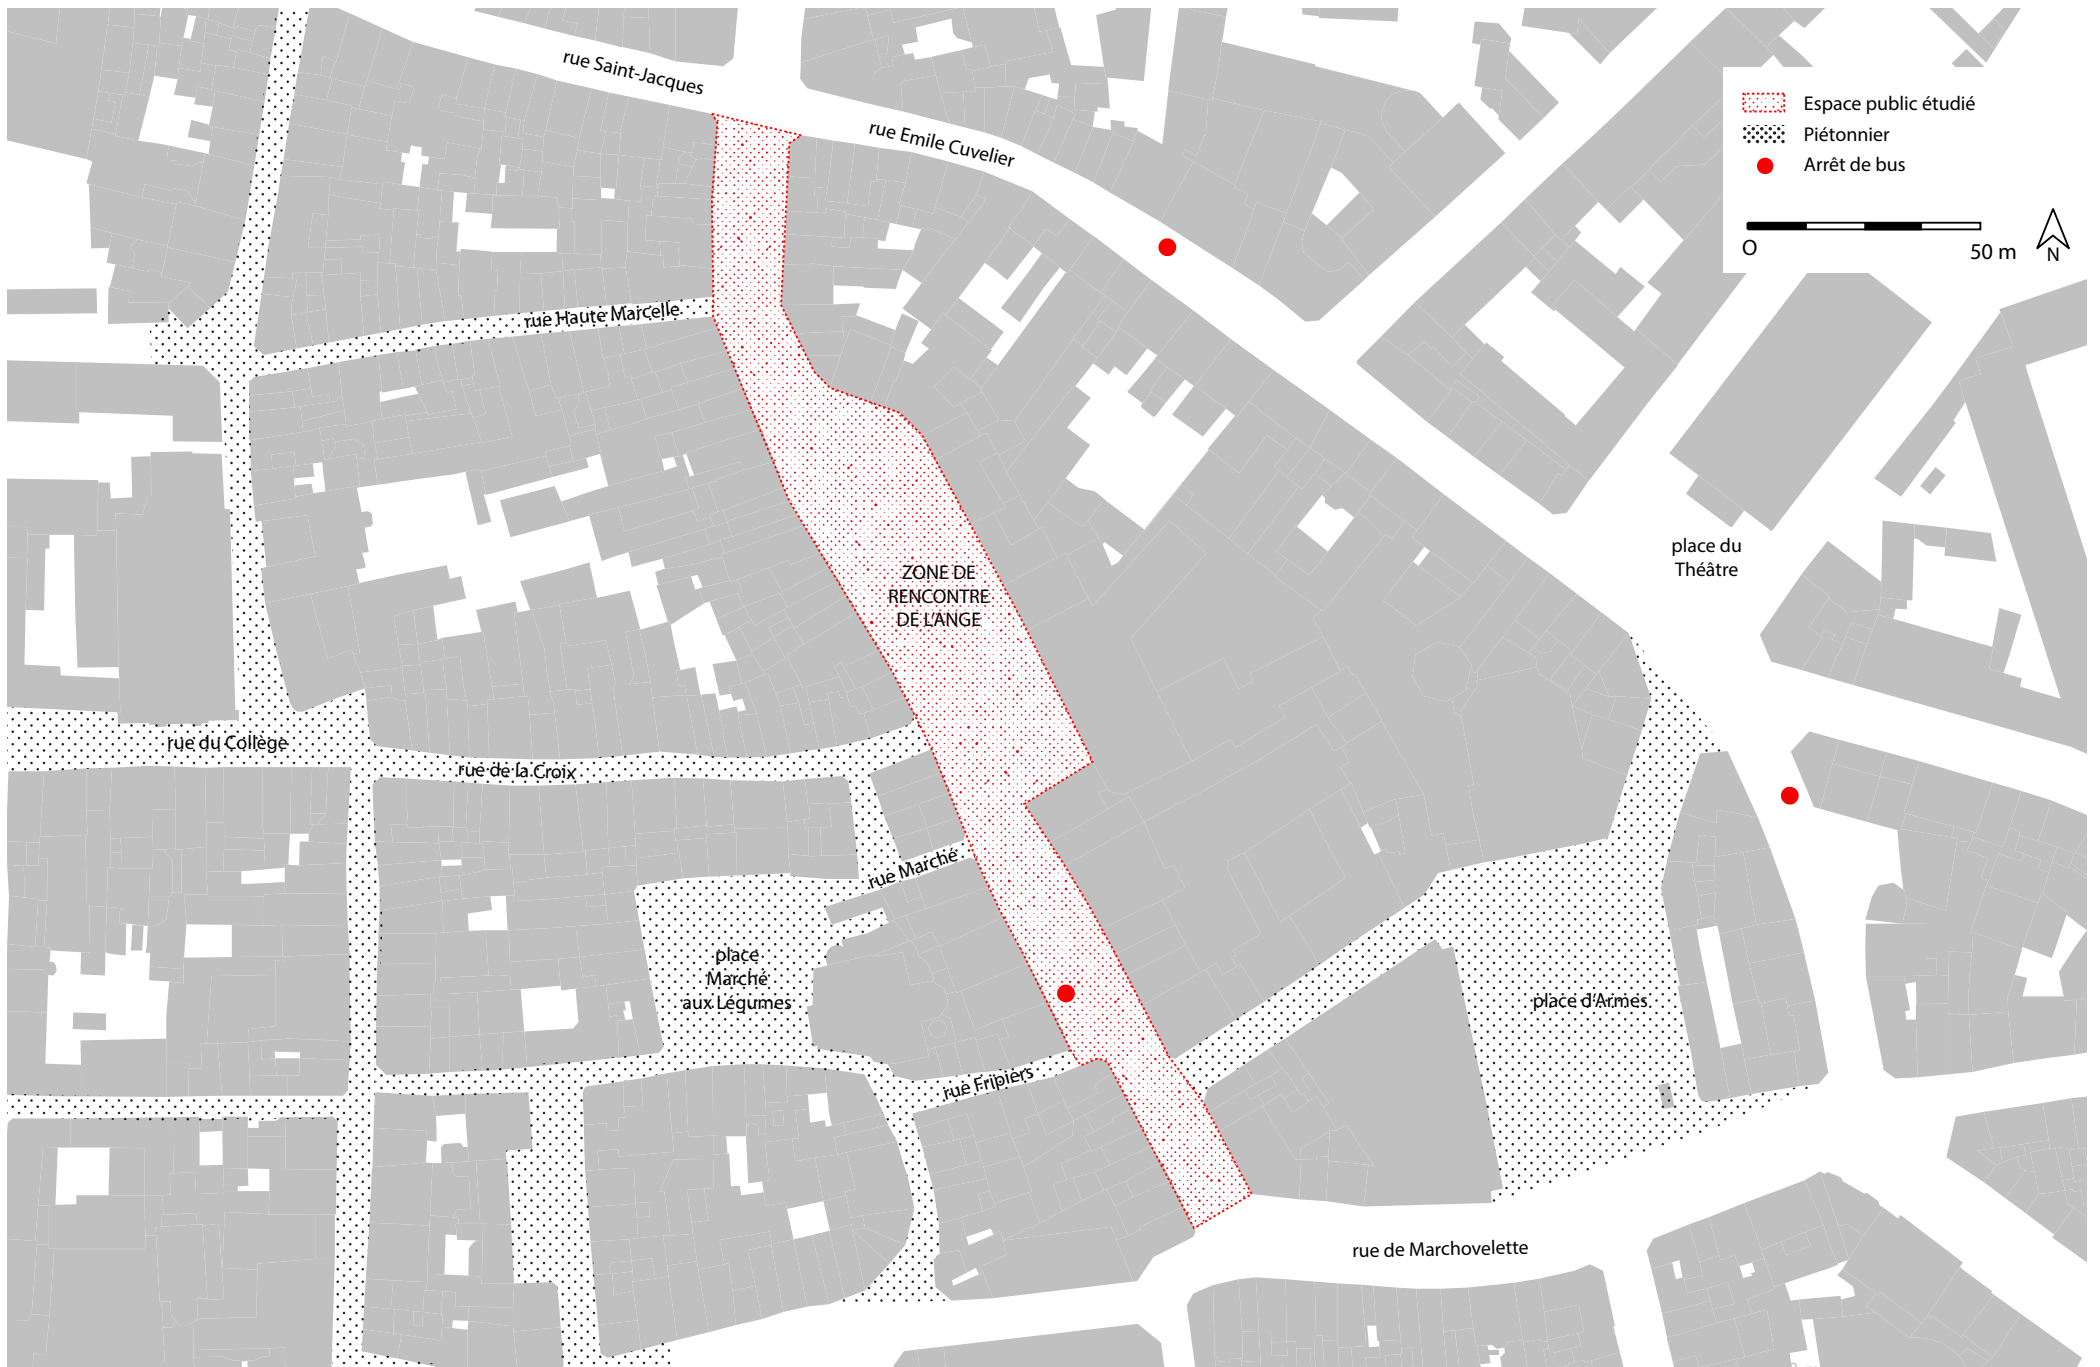 rue Saint-Jacques
rue Emile Cuvelier
Espace public étudié
Piétonnier
Arrêt de bus
O
50 m
N
rue Haute Marcelle
place du
Théâtre
ZONE DE
RENCONTRE
DE L'ANGE
rue du Collège
rue de la Croix
rue Marché
place
Marché
aux Légumes
place d'Armes
rue Fripiers
rue de Marchovelette